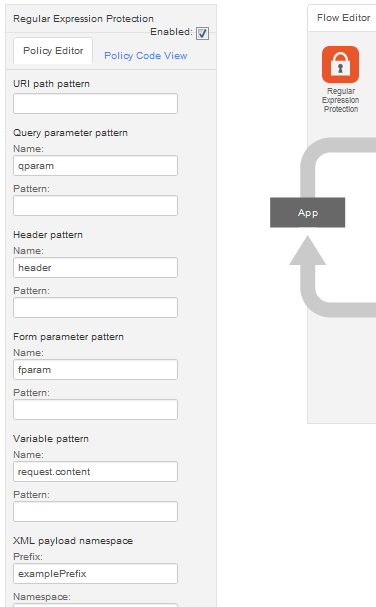 Regular Expression Protection
Enabled:
Policy Editor
Policy Code View
URI path pattern
Query parameter pattern
Name:
qparam
Pattern:
Header pattern
Name:
header
Pattern:
Form parameter pattern
Name:
fparam
Pattern:
Variable pattern
Name:
request.content
Pattern:
XML payload namespace
Prefix:
examplePrefix
Namespace:
Flow Editor
Regular
Expression
Protection
App